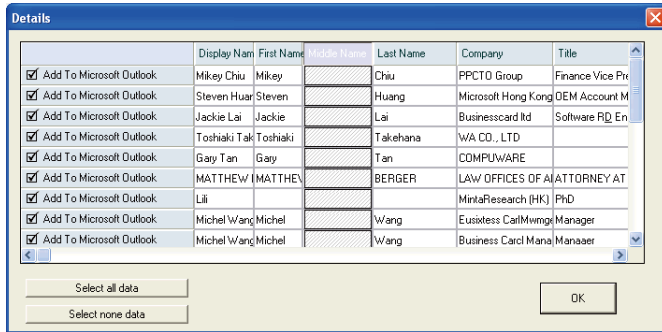 Details
Display Nam First Name Middle Name Last Name Company Title
Add To Microsoft Outlook Mikey Chiu Mikey Chiu PPCTO Group Finance Vice Pre
Add To Microsoft Outlook Steven Huar Steven Huang Microsoft Hong Kong OEM Account M
Add To Microsoft Outlook Jackie Lai Jackie Lai Businesscard ltd Software RD En
Add To Microsoft Outlook Toshiaki Tak Toshiaki Takehana WA CO., LTD
Add To Microsoft Outlook Gary Tan Gary Tan COMPUWARE
Add To Microsoft Outlook MATTHEW MATTHEW BERGER LAW OFFICES OF ATTORNEY AT
Add To Microsoft Outlook Lili MintaResearch (HK) PhD
Add To Microsoft Outlook Michel Wang Michel Wang Eusixtess CarlMwmge Manager
Add To Microsoft Outlook Michel Wang Michel Wang Business Carcl Mana Manaaer
Select all data
OK
Select none data